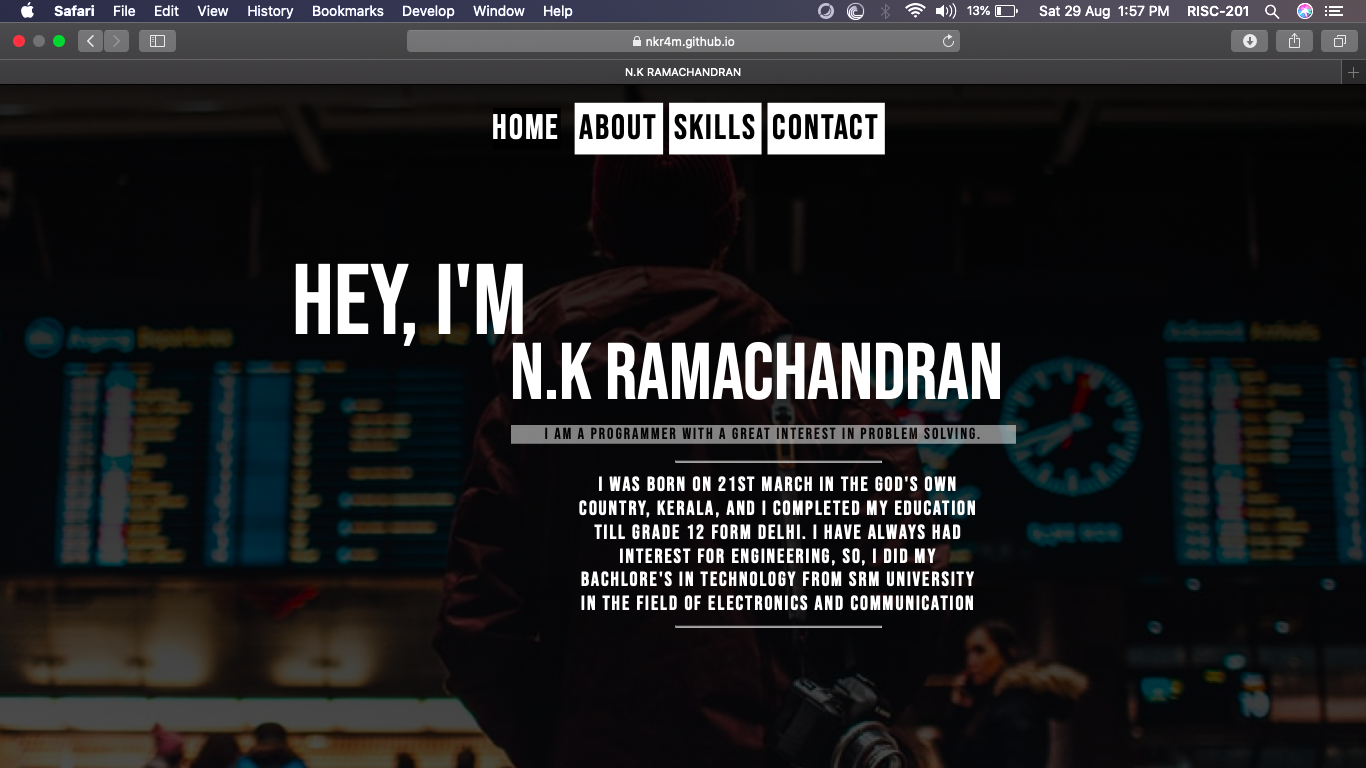 Safari File Edit View History Bookmarks Develop Window Help 13% Sat 29 Aug 1:57 PM RISC-201
nkr4m.github.io
N.K RAMACHANDRAN
HOME ABOUT SKILLS CONTACT
HEY, I'M
N.K RAMACHANDRAN
I AM A PROGRAMMER WITH A GREAT INTEREST IN PROBLEM SOLVING.
I WAS BORN ON 21ST MARCH IN THE GOD'S OWN
COUNTRY, KERALA, AND I COMPLETED MY EDUCATION
TILL GRADE 12 FORM DELHI. I HAVE ALWAYS HAD
INTEREST FOR ENGINEERING, SO, I DID MY
BACHLORE'S IN TECHNOLOGY FROM SRM UNIVERSITY
IN THE FIELD OF ELECTRONICS AND COMMUNICATION